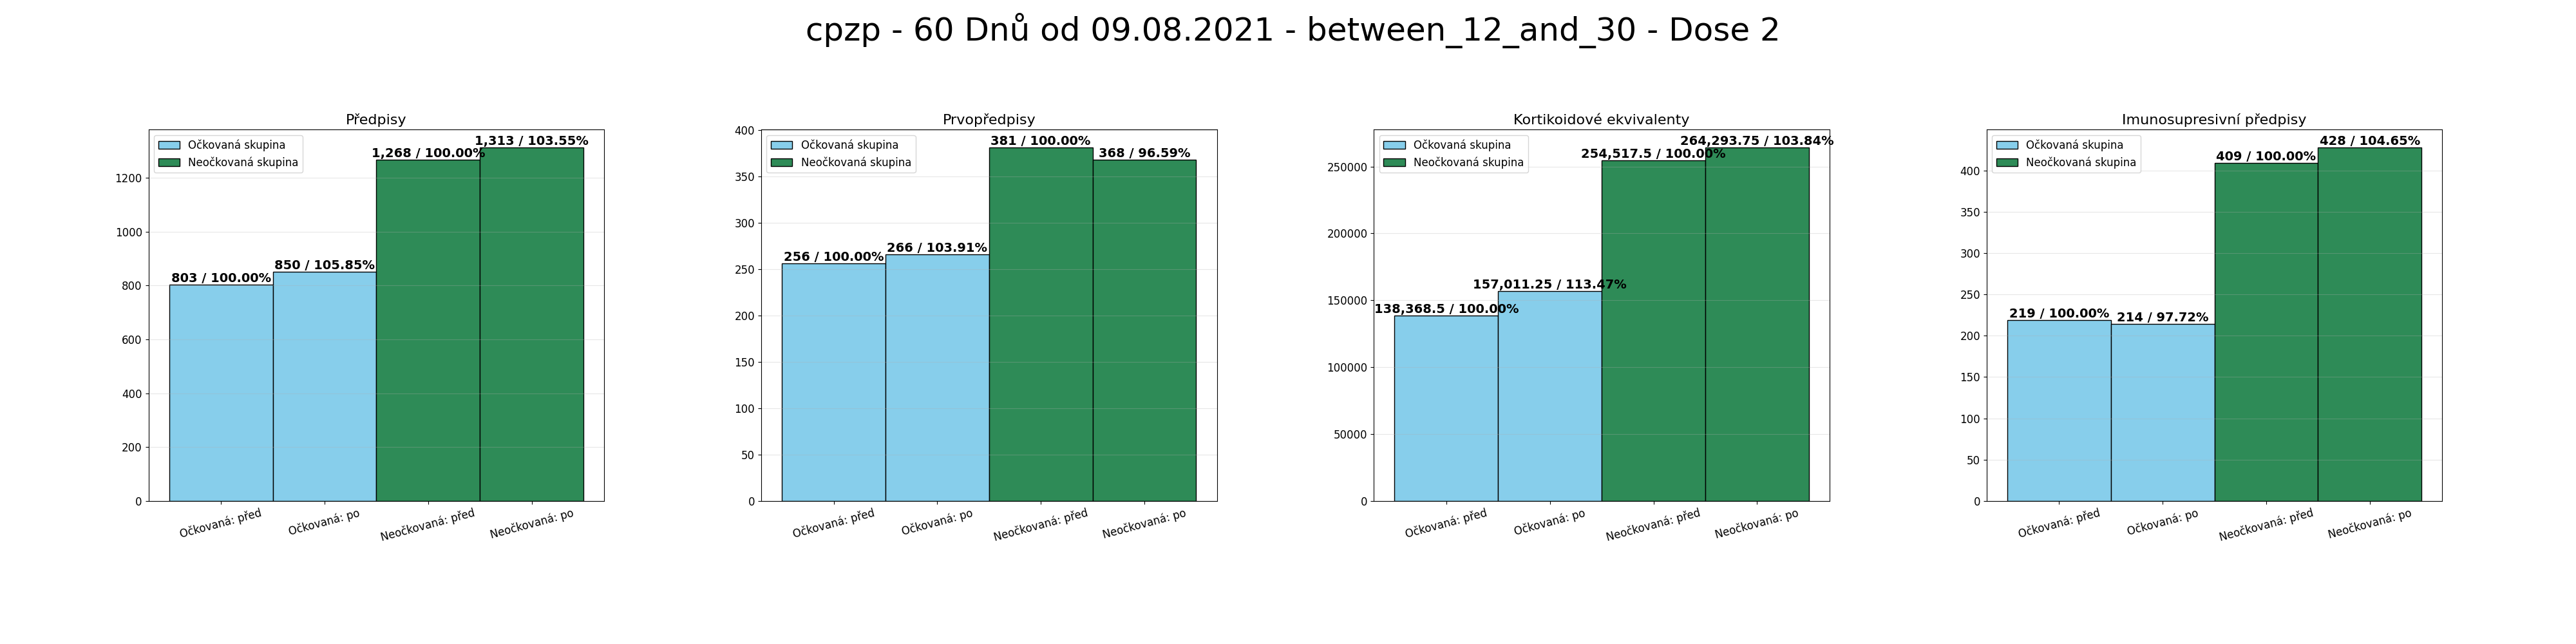 cpzp - 60 Dnů od 09.08.2021 - between_12_and_30 - Dose 2
Předpisy
Očkovaná skupina
Neočkovaná skupina
803 / 100.00%
850 / 105.85%
1,268 / 100.00%
1,313 / 103.55%
1200
1000
800
600
400
200
0
Očkovaná: před
Očkovaná: po
Neočkovaná: před
Neočkovaná: po
Prvopředpisy
Očkovaná skupina
Neočkovaná skupina
256 / 100.00%
266 / 103.91%
381 / 100.00%
368 / 96.59%
400
350
300
250
200
150
100
50
0
Očkovaná: před
Očkovaná: po
Neočkovaná: před
Neočkovaná: po
Kortikoidové ekvivalenty
Očkovaná skupina
Neočkovaná skupina
138,368.5 / 100.00%
157,011.25 / 113.47%
254,517.5 / 100.00%
264,293.75 / 103.84%
250000
200000
150000
100000
50000
0
Očkovaná: před
Očkovaná: po
Neočkovaná: před
Neočkovaná: po
Imunosupresivní předpisy
Očkovaná skupina
Neočkovaná skupina
219 / 100.00%
214 / 97.72%
409 / 100.00%
428 / 104.65%
400
350
300
250
200
150
100
50
0
Očkovaná: před
Očkovaná: po
Neočkovaná: před
Neočkovaná: po